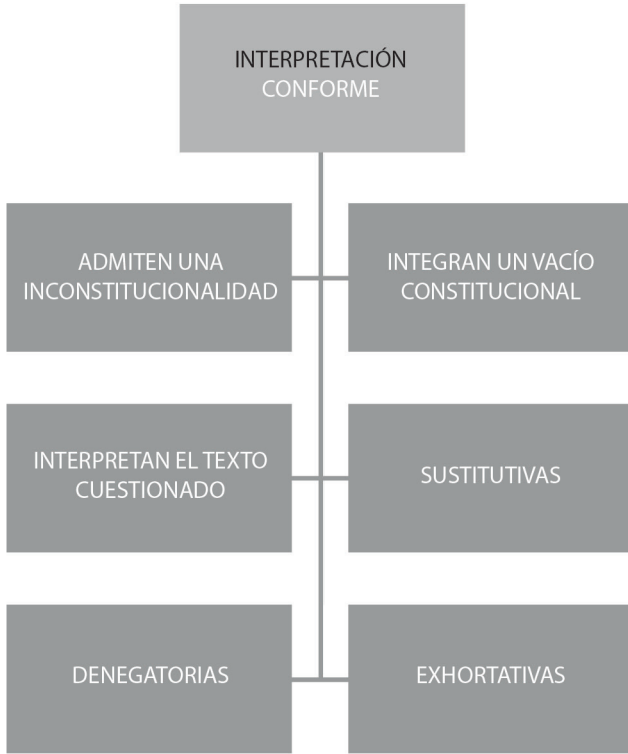 INTERPRETACIÓN
CONFORME
ADMITEN UNA
INCONSTITUCIONALIDAD
INTEGRAN UN VACÍO
CONSTITUCIONAL
INTERPRETAN EL TEXTO
CUESTIONADO
SUSTITUTIVAS
DENEGATORIAS
EXHORTATIVAS